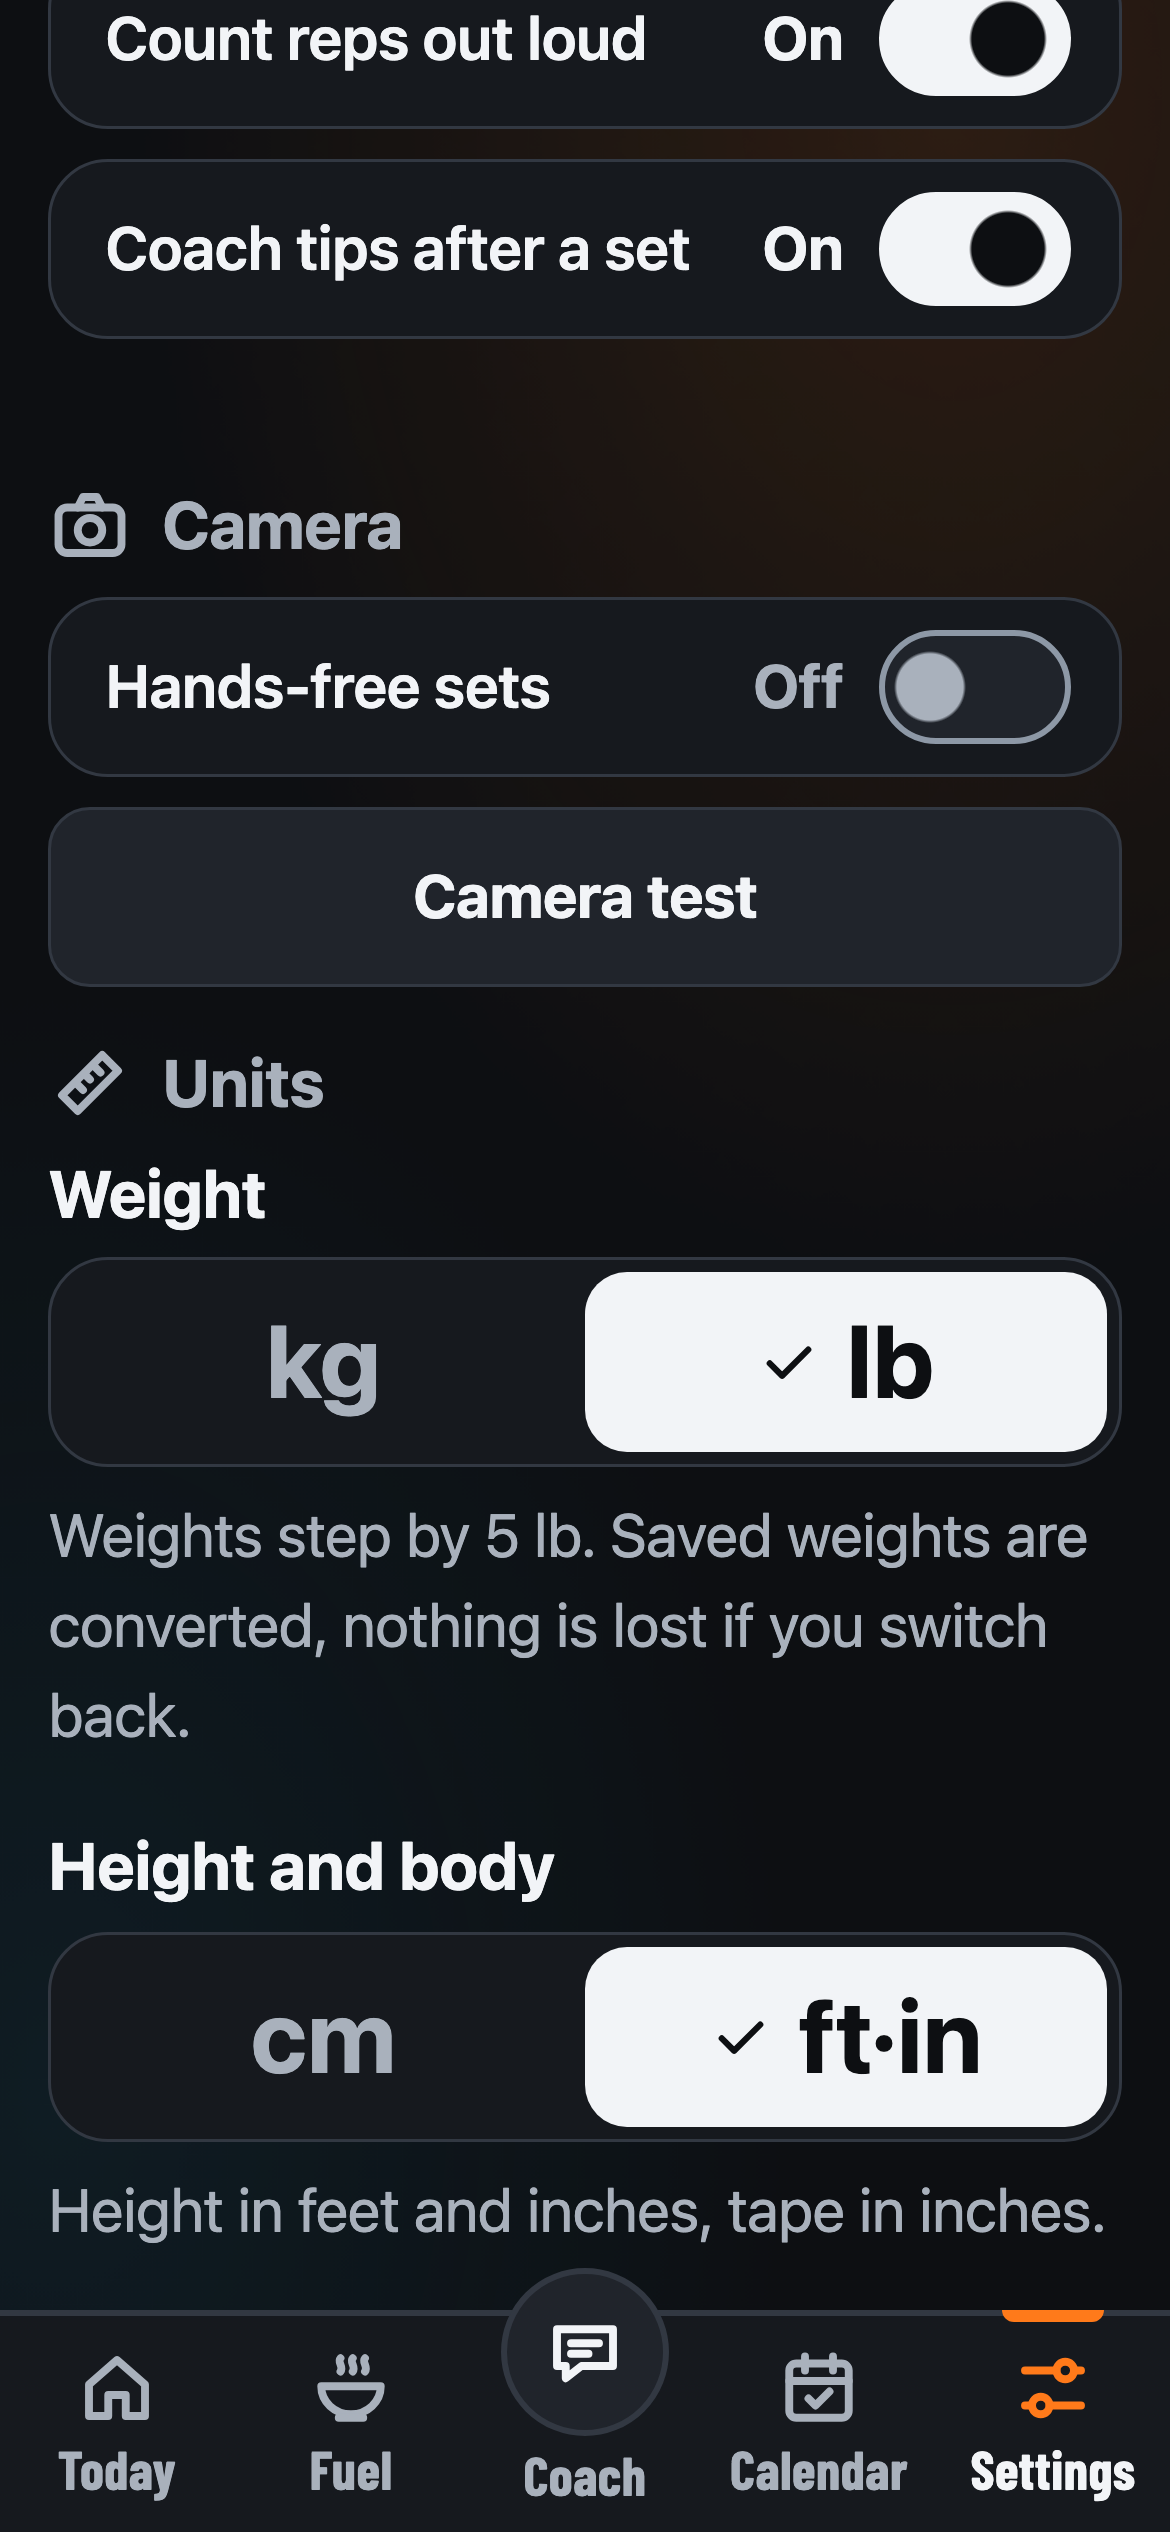 Count reps out loud On
Coach tips after a set On
Camera
Hands-free sets Off
Camera test
Units
Weight
kg lb
Weights step by 5 lb. Saved weights are
converted, nothing is lost if you switch
back.
Height and body
cm ft·in
Height in feet and inches, tape in inches.
Today Fuel Coach Calendar Settings